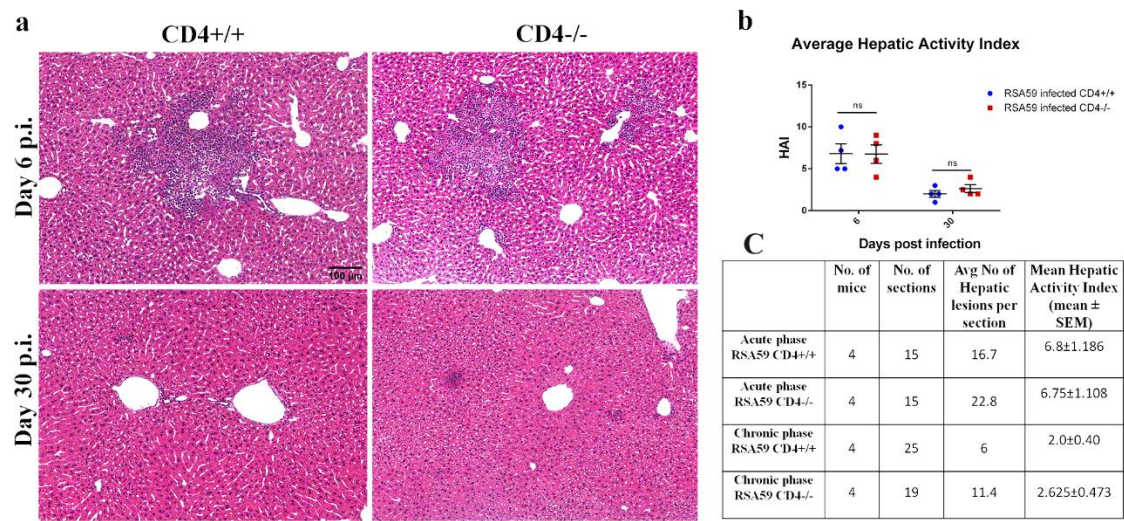 a
CD4+/+
CD4-/-
Day 6 p.i.
100 µm
Day 30 p.i.
b
Average Hepatic Activity Index
RSA59 infected CD4+/+
RSA59 infected CD4-/-
HAI
15
10
5
0
ns
ns
6
30
Days post infection
C
No. of mice
No. of sections
Avg No of Hepatic lesions per section
Mean Hepatic Activity Index (mean ± SEM)
Acute phase RSA59 CD4+/+
4
15
16.7
6.8±1.186
Acute phase RSA59 CD4-/-
4
15
22.8
6.75±1.108
Chronic phase RSA59 CD4+/+
4
25
6
2.0±0.40
Chronic phase RSA59 CD4-/-
4
19
11.4
2.625±0.473